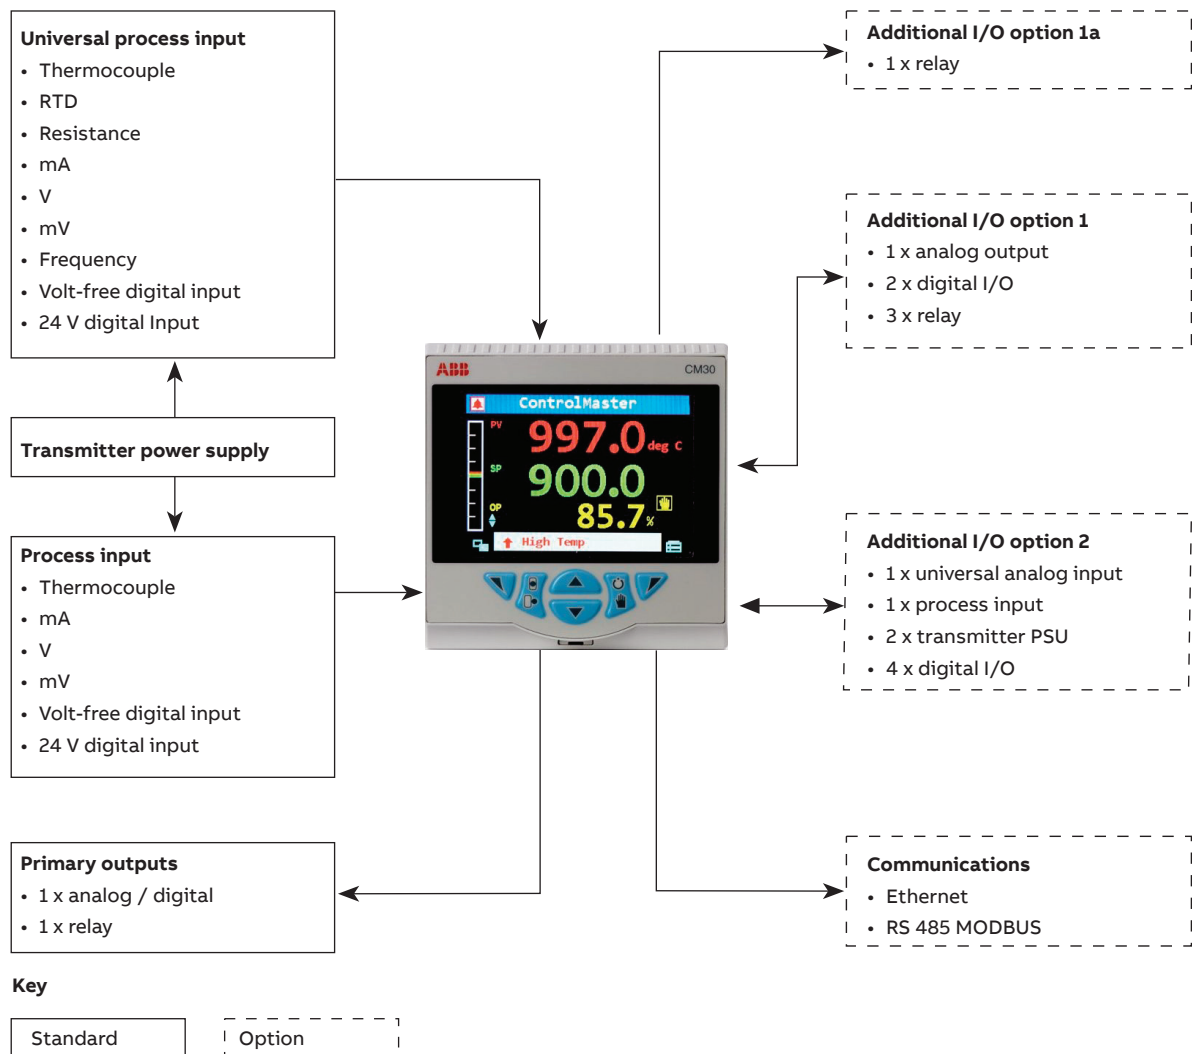 Universal process input
• Thermocouple
• RTD
• Resistance
• mA
• V
• mV
• Frequency
• Volt-free digital input
• 24 V digital Input
Transmitter power supply
Process input
• Thermocouple
• mA
• V
• mV
• Volt-free digital input
• 24 V digital input
Primary outputs
• 1 x analog / digital
• 1 x relay
ABB
CM30
ControlMaster
PV
997.0 deg C
SP
900.0
OP
85.7 %
High Temp
Additional I/O option 1a
• 1 x relay
Additional I/O option 1
• 1 x analog output
• 2 x digital I/O
• 3 x relay
Additional I/O option 2
• 1 x universal analog input
• 1 x process input
• 2 x transmitter PSU
• 4 x digital I/O
Communications
• Ethernet
• RS 485 MODBUS
Key
Standard
Option